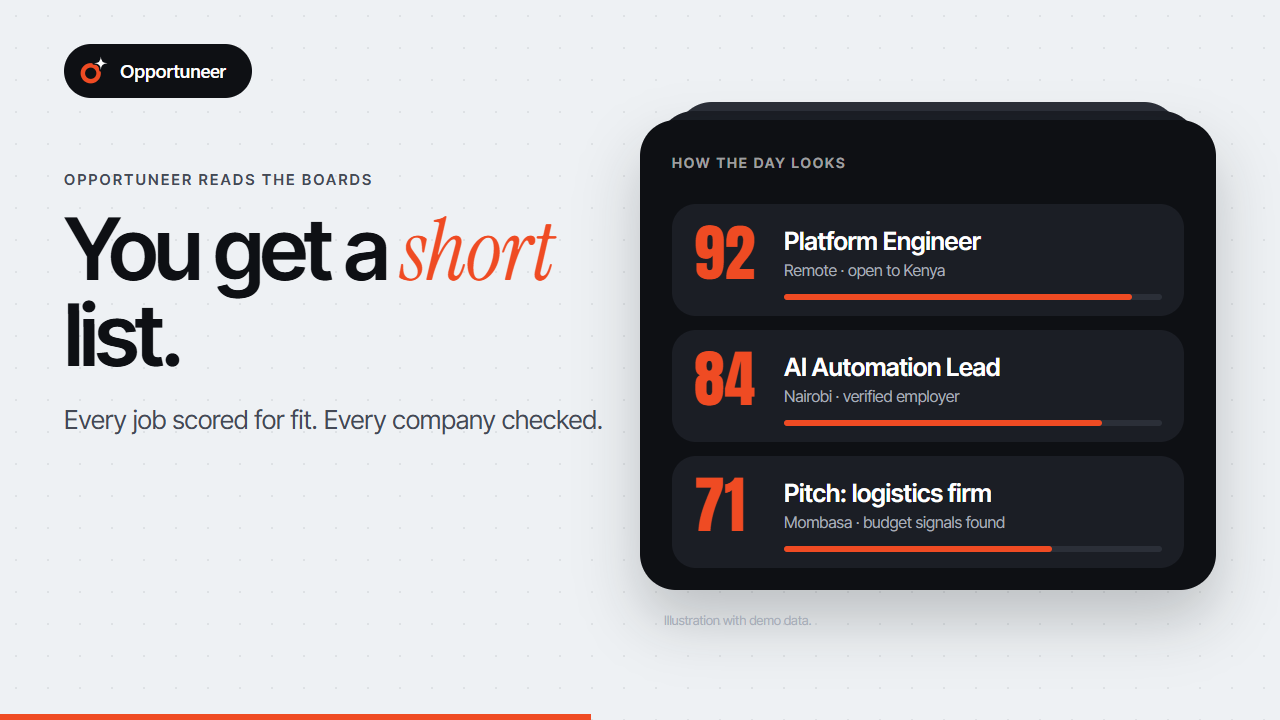 Opportuneer
OPPORTUNEER READS THE BOARDS
You get a short
list.
Every job scored for fit. Every company checked.
HOW THE DAY LOOKS
92
Platform Engineer
Remote · open to Kenya
84
AI Automation Lead
Nairobi · verified employer
71
Pitch: logistics firm
Mombasa · budget signals found
Illustration with demo data.